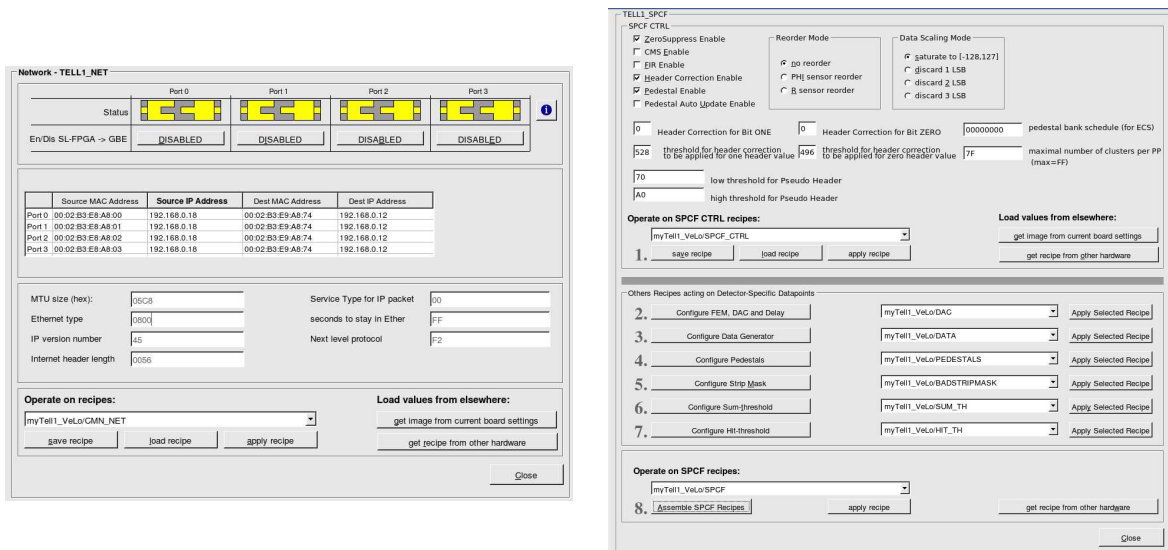 Network - TELL1_NET
Port 0 Port 1 Port 2 Port 3
Status
En/Dis SL-FPGA -> GBE DISABLED DISABLED DISABLED DISABLED
Source MAC Address Source IP Address Dest MAC Address Dest IP Address
Port 0 00:02:B3:E8:A8:00 192.168.0.18 00:02:B3:E9:A8:74 192.168.0.12
Port 1 00:02:B3:E8:A8:01 192.168.0.18 00:02:B3:E9:A8:74 192.168.0.12
Port 2 00:02:B3:E8:A8:02 192.168.0.18 00:02:B3:E9:A8:74 192.168.0.12
Port 3 00:02:B3:E8:A8:03 192.168.0.18 00:02:B3:E9:A8:74 192.168.0.12
MTU size (hex): 05C8 Service Type for IP packet 00
Ethernet type 0800 seconds to stay in Ether FF
IP version number 45 Next level protocol F2
Internet header length 0056
Operate on recipes: Load values from elsewhere:
myTell1_VeLo/CMN_NET get image from current board settings
save recipe load recipe apply recipe get recipe from other hardware
Close
TELL1_SPCF
SPCF CTRL
ZeroSuppress Enable Reorder Mode Data Scaling Mode
CMS Enable
FIR Enable no reorder saturate to [-128,127]
Header Correction Enable PHI sensor reorder discard 1 LSB
Pedestal Enable R sensor reorder discard 2 LSB
Pedestal Auto Update Enable discard 3 LSB
0 Header Correction for Bit ONE 0 Header Correction for Bit ZERO 00000000 pedestal bank schedule (for ECS)
528 threshold for header correction 496 threshold for header correction 7F maximal number of clusters per PP
to be applied for one header value to be applied for zero header value (max=FF)
70 low threshold for Pseudo Header
A0 high threshold for Pseudo Header
Operate on SPCF CTRL recipes: Load values from elsewhere:
myTell1_VeLo/SPCF_CTRL get image from current board settings
1. save recipe load recipe apply recipe get recipe from other hardware
Others Recipes acting on Detector-Specific Datapoints
2. Configure FEM, DAC and Delay myTell1_VeLo/DAC Apply Selected Recipe
3. Configure Data Generator myTell1_VeLo/DATA Apply Selected Recipe
4. Configure Pedestals myTell1_VeLo/PEDESTALS Apply Selected Recipe
5. Configure Strip Mask myTell1_VeLo/BADSTRIPMASK Apply Selected Recipe
6. Configure Sum-threshold myTell1_VeLo/SUM_TH Apply Selected Recipe
7. Configure Hit-threshold myTell1_VeLo/HIT_TH Apply Selected Recipe
Operate on SPCF recipes:
myTell1_VeLo/SPCF
8. Assemble SPCF Recipes apply recipe get recipe from other hardware
Close